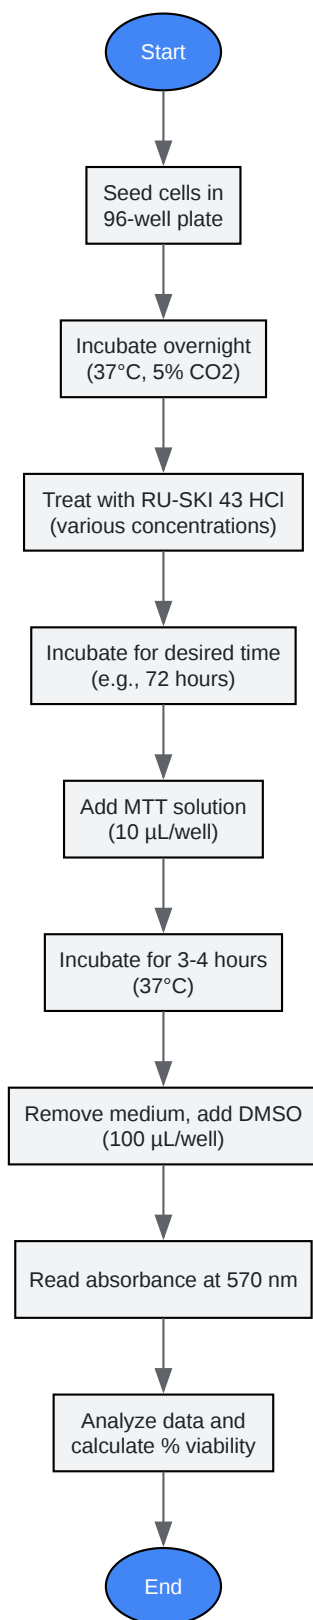 Start
Seed cells in
96-well plate
Incubate overnight
(37°C, 5% CO2)
Treat with RU-SKI 43 HCl
(various concentrations)
Incubate for desired time
(e.g., 72 hours)
Add MTT solution
(10 µL/well)
Incubate for 3-4 hours
(37°C)
Remove medium, add DMSO
(100 µL/well)
Read absorbance at 570 nm
Analyze data and
calculate % viability
End